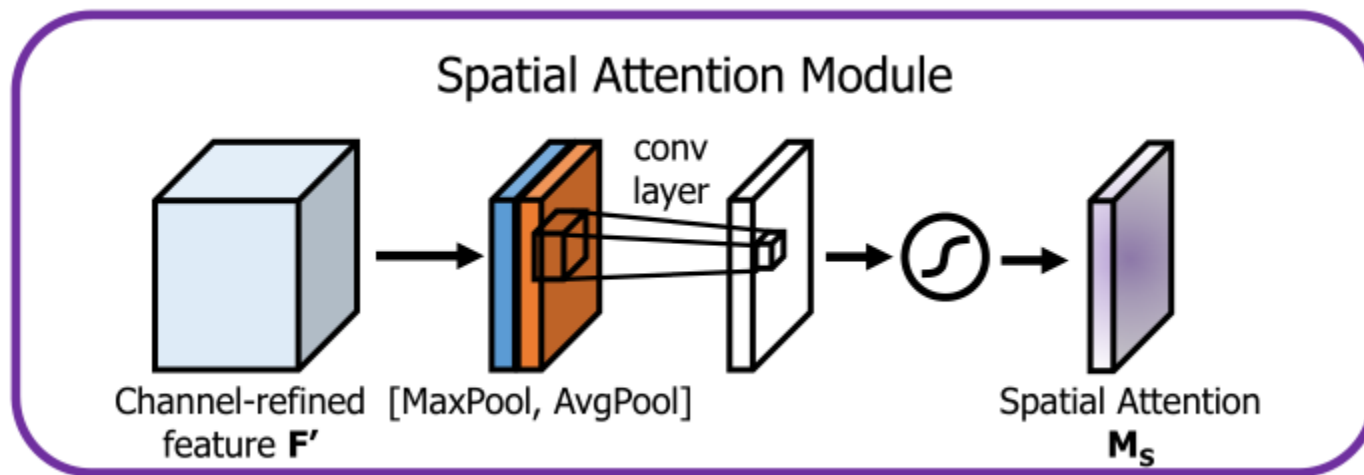 Spatial Attention Module
conv
layer
Channel-refined
feature F’
[MaxPool, AvgPool]
Spatial Attention
Ms